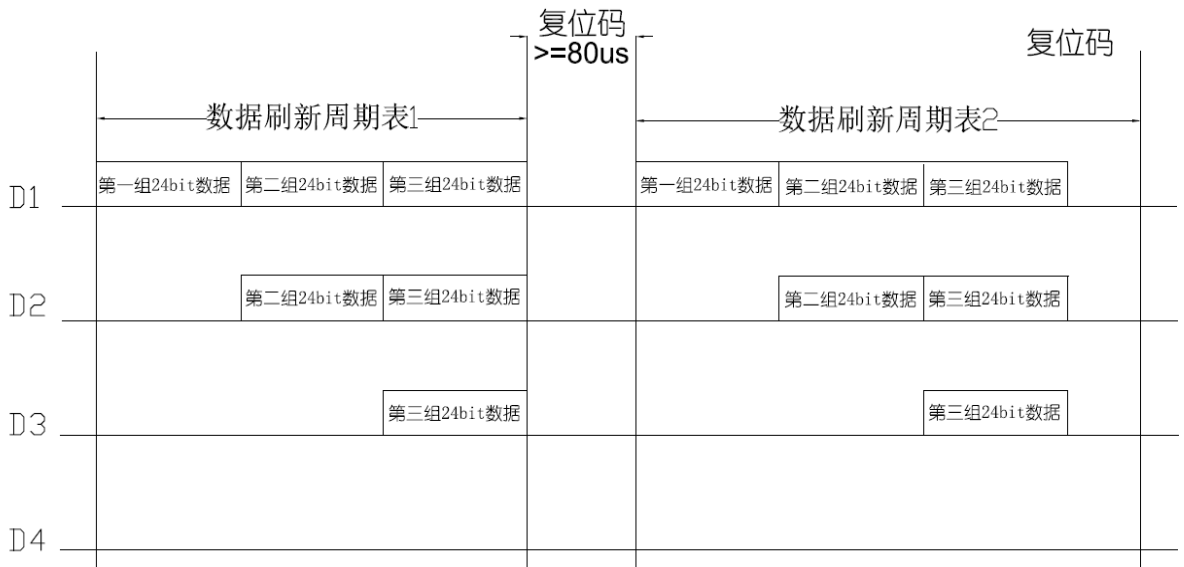 复位码
>=80us
复位码
数据刷新周期表1
数据刷新周期表2
D1
第一组24bit数据
第二组24bit数据
第三组24bit数据
第一组24bit数据
第二组24bit数据
第三组24bit数据
D2
第二组24bit数据
第三组24bit数据
第二组24bit数据
第三组24bit数据
D3
第三组24bit数据
第三组24bit数据
D4